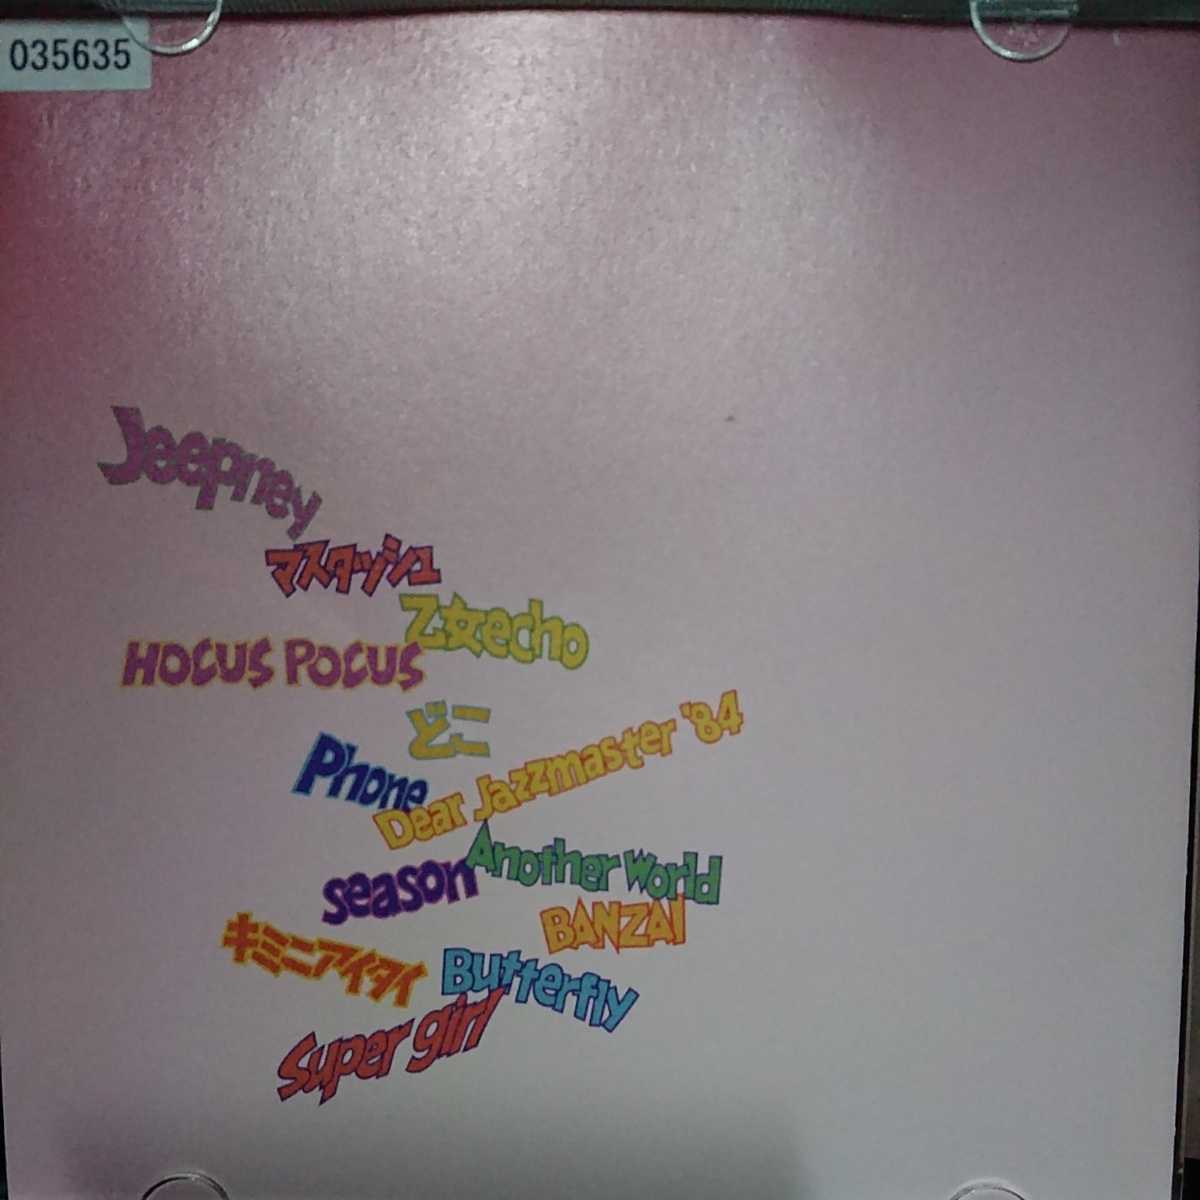 035635
Jeepney
マスタッシュ
乙女echo
HOCUS POCUS
どこ
Phone
Dear Jazzmaster '84
Another World
season
BANZAI
キミニアイタイ
Butterfly
Super girl